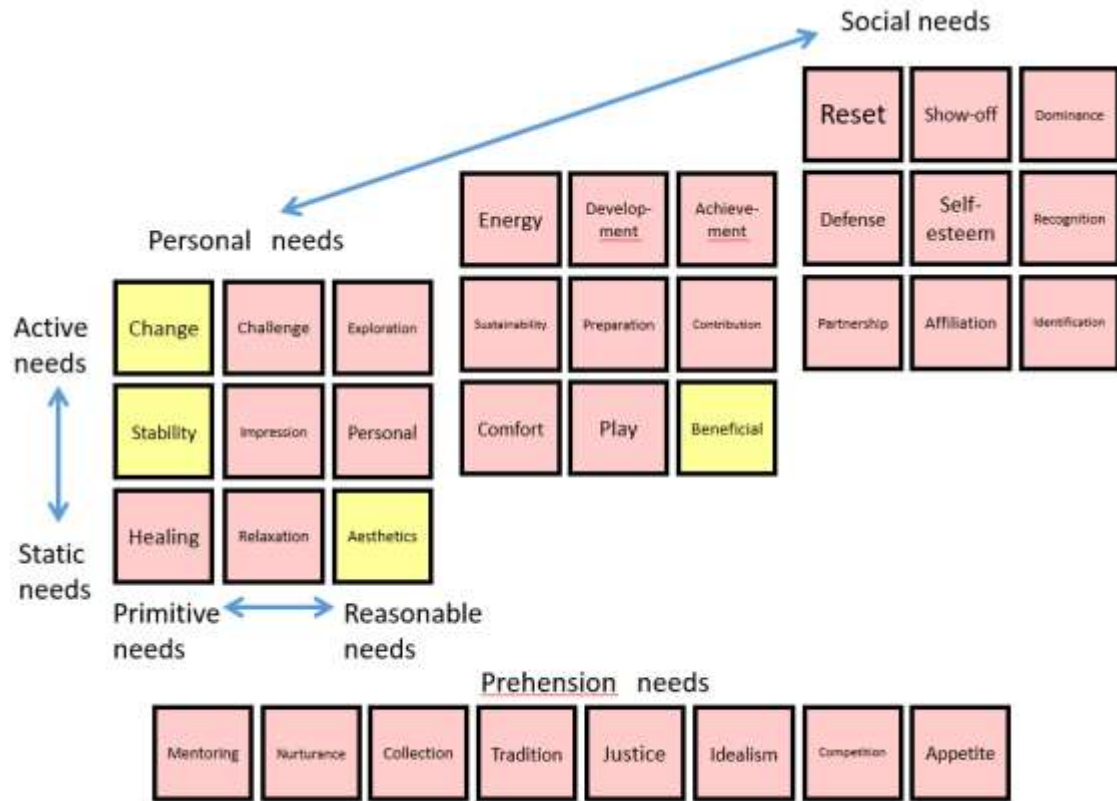 Social needs
Reset Show-off Dominance
Defense Self-
esteem Recognition
Partnership Affiliation Identification
Energy Develop-
ment Achieve-
ment
Sustainability Preparation Contribution
Comfort Play Beneficial
Personal needs
Change Challenge Exploration
Stability Impression Personal
Healing Relaxation Aesthetics
Active
needs
Static
needs
Primitive
needs
Reasonable
needs
Prehension needs
Mentoring Nurturance Collection Tradition Justice Idealism Competition Appetite